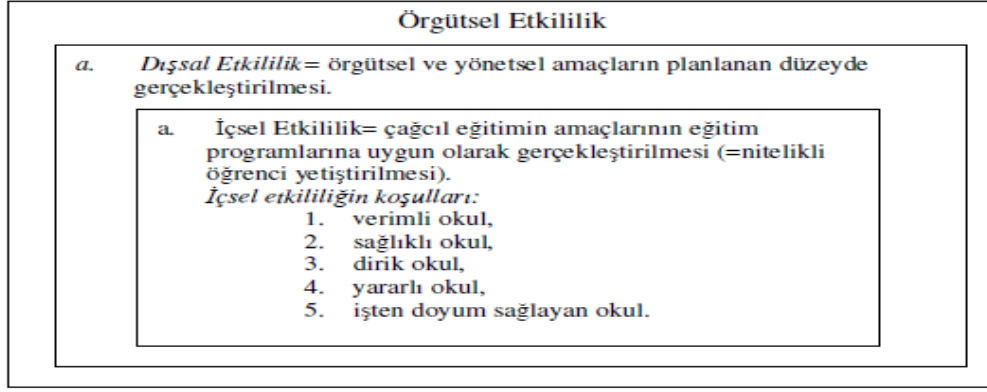 Örgütsel Etkililik
a. Dışsal Etkililik= örgütsel ve yönetsel amaçların planlanan düzeyde
gerçekleştirilmesi.
a. İçsel Etkililik= çağcıl eğitimin amaçlarının eğitim
programlarına uygun olarak gerçekleştirilmesi (=nitelikli
öğrenci yetiştirilmesi).
İçsel etkililiğin koşulları:
1. verimli okul,
2. sağlıklı okul,
3. dirik okul,
4. yararlı okul,
5. işten doyum sağlayan okul.